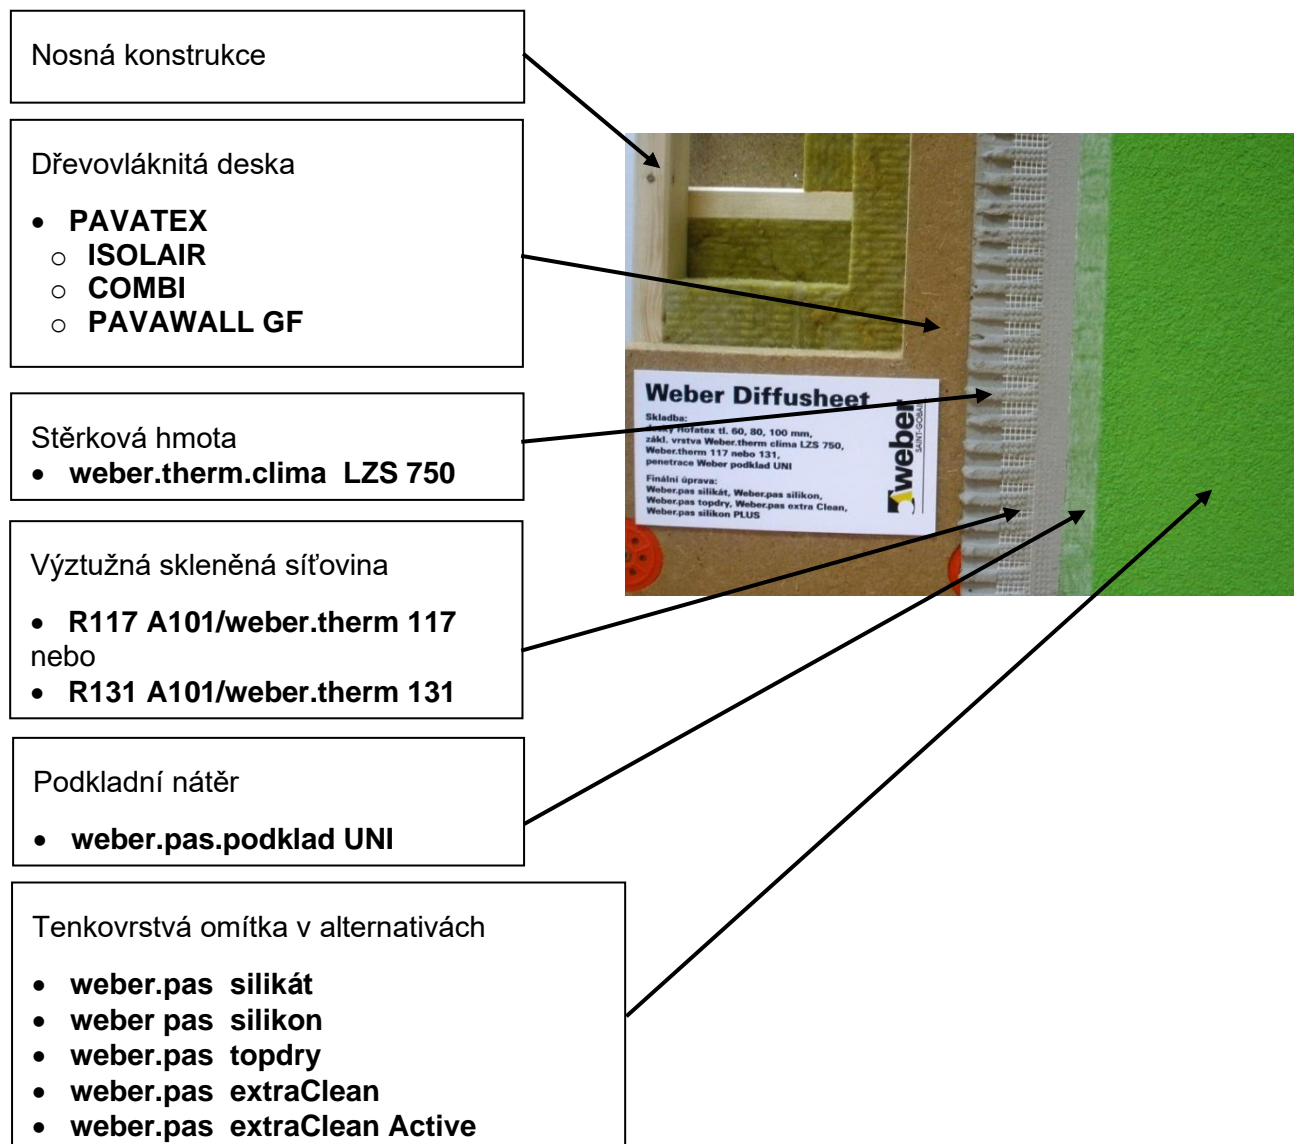 Nosná konstrukce
Dřevovláknitá deska
• PAVATEX
○ ISOLAIR
○ COMBI
○ PAVAWALL GF
Stěrková hmota
• weber.therm.clima LZS 750
Výztužná skleněná síťovina
• R117 A101/weber.therm 117
nebo
• R131 A101/weber.therm 131
Podkladní nátěr
• weber.pas.podklad UNI
Tenkovrstvá omítka v alternativách
• weber.pas silikát
• weber pas silikon
• weber.pas topdry
• weber.pas extraClean
• weber.pas extraClean Active
Weber Diffusheet
Skladba:
desky Hofatex tl. 60, 80, 100 mm,
zákl. vrstva Weber.therm clima LZS 750,
Weber.therm 117 nebo 131,
penetrace Weber podklad UNI
Finální úprava:
Weber.pas silikát, Weber.pas silikon,
Weber.pas topdry, Weber.pas extra Clean,
Weber.pas silikon PLUS
weber
SAINT-GOBAIN